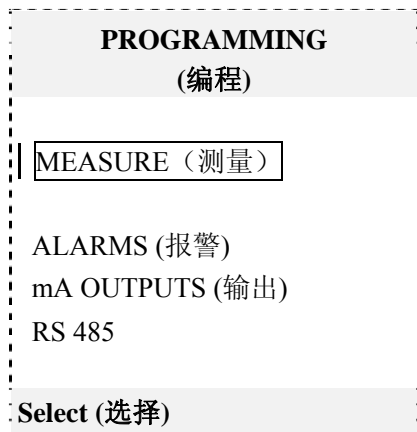 PROGRAMMING
(编程)
MEASURE（测量）
ALARMS (报警)
mA OUTPUTS (输出)
RS 485
Select (选择)